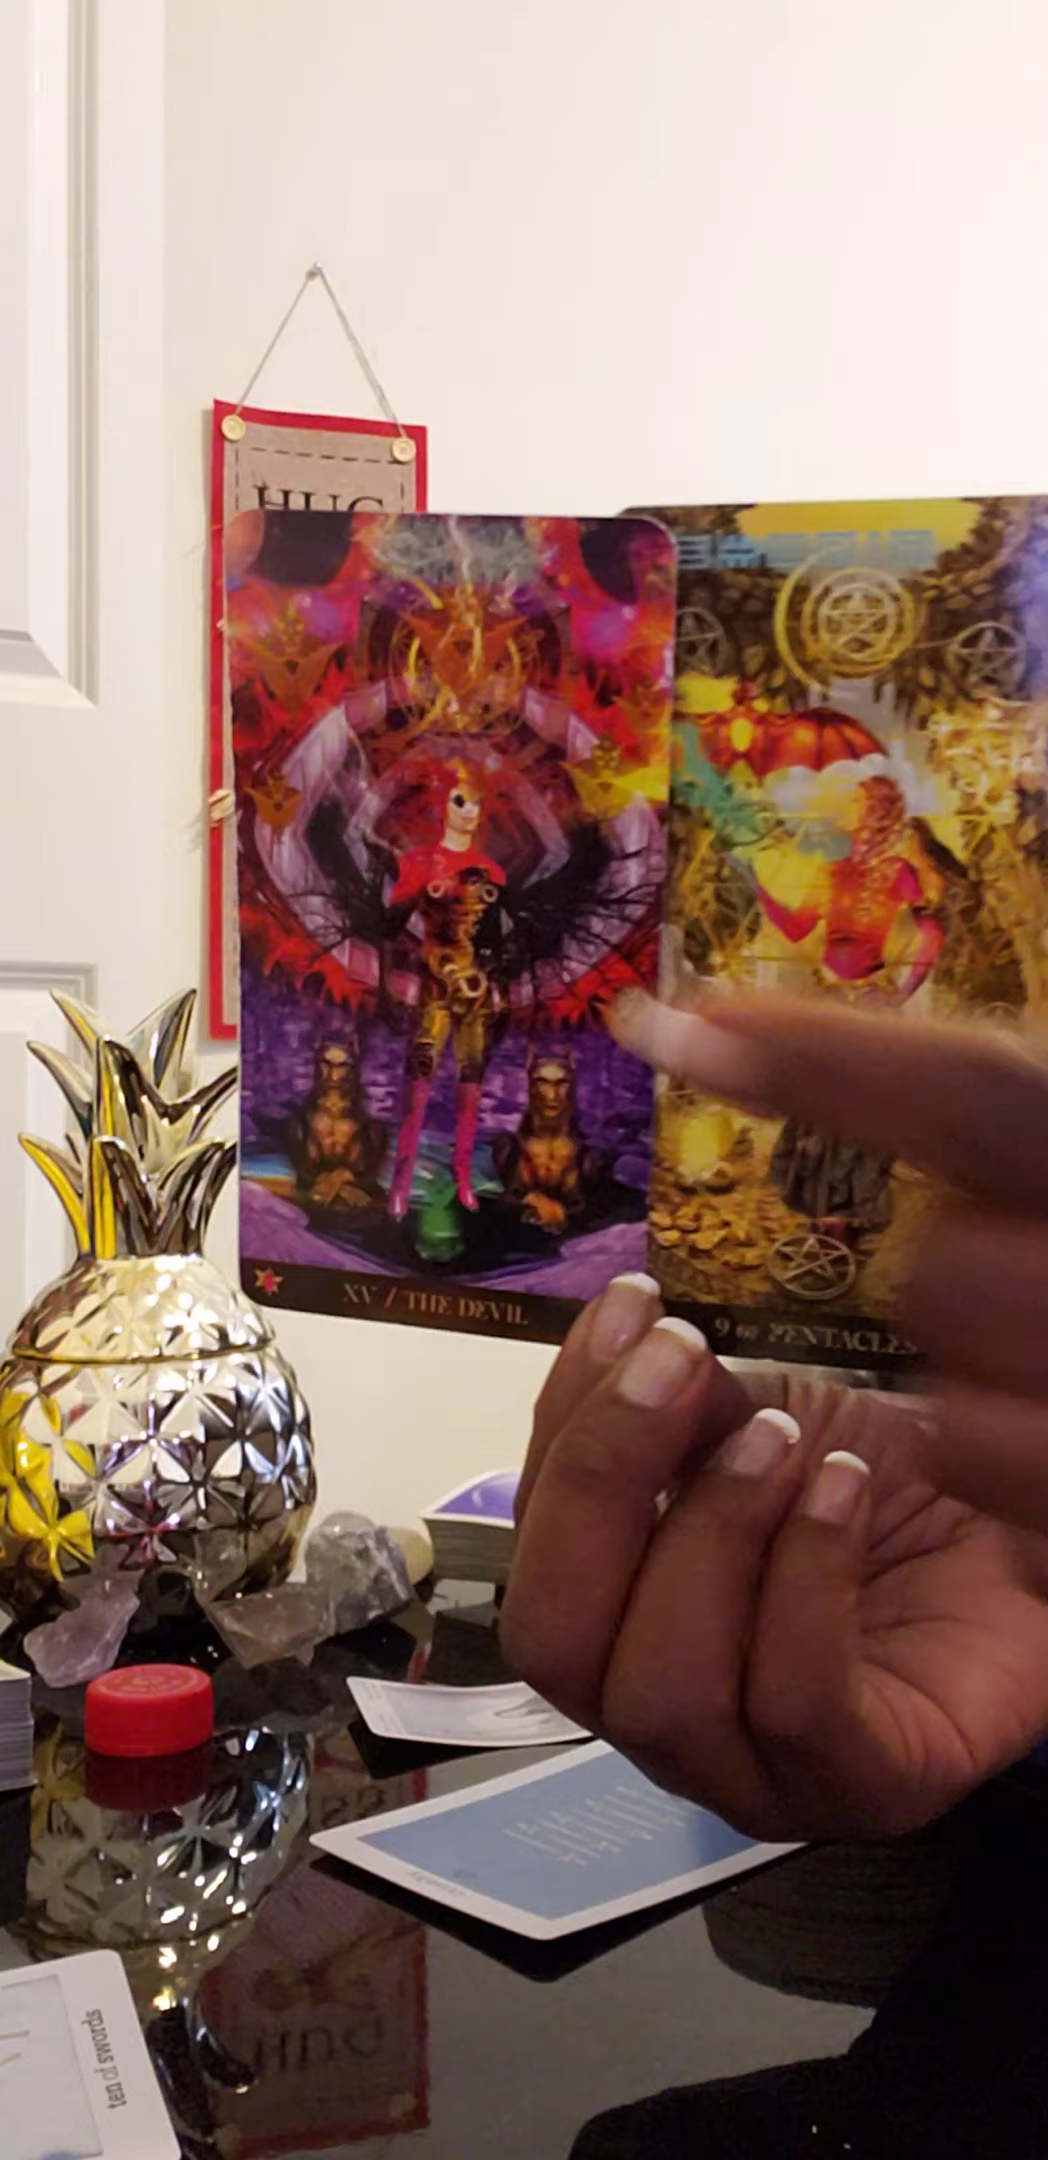 HUG
XV / THE DEVIL
9 OF PENTACLES
ten of swords